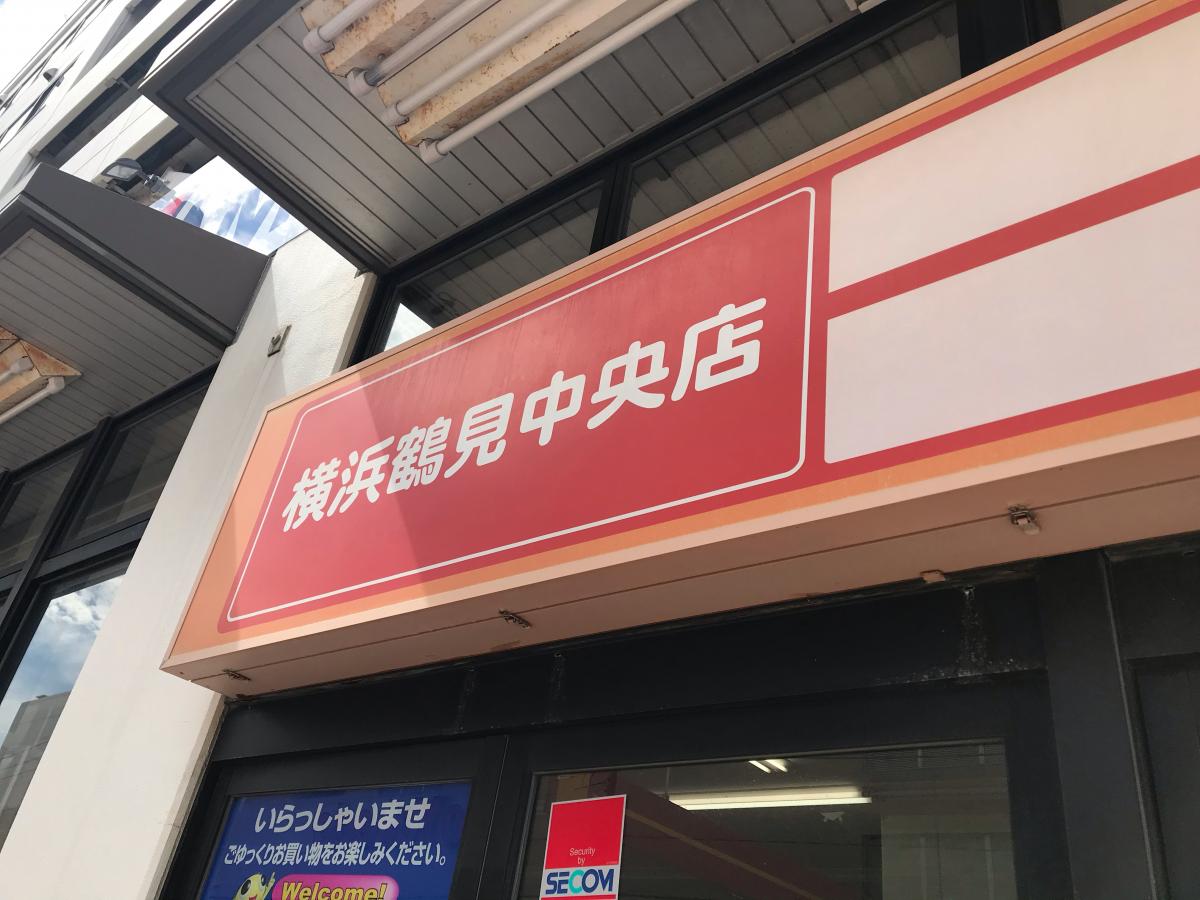 横浜鶴見中央店
いらっしゃいませ
ごゆっくりお買い物をお楽しみください。
Welcome!
Security
by
SECOM